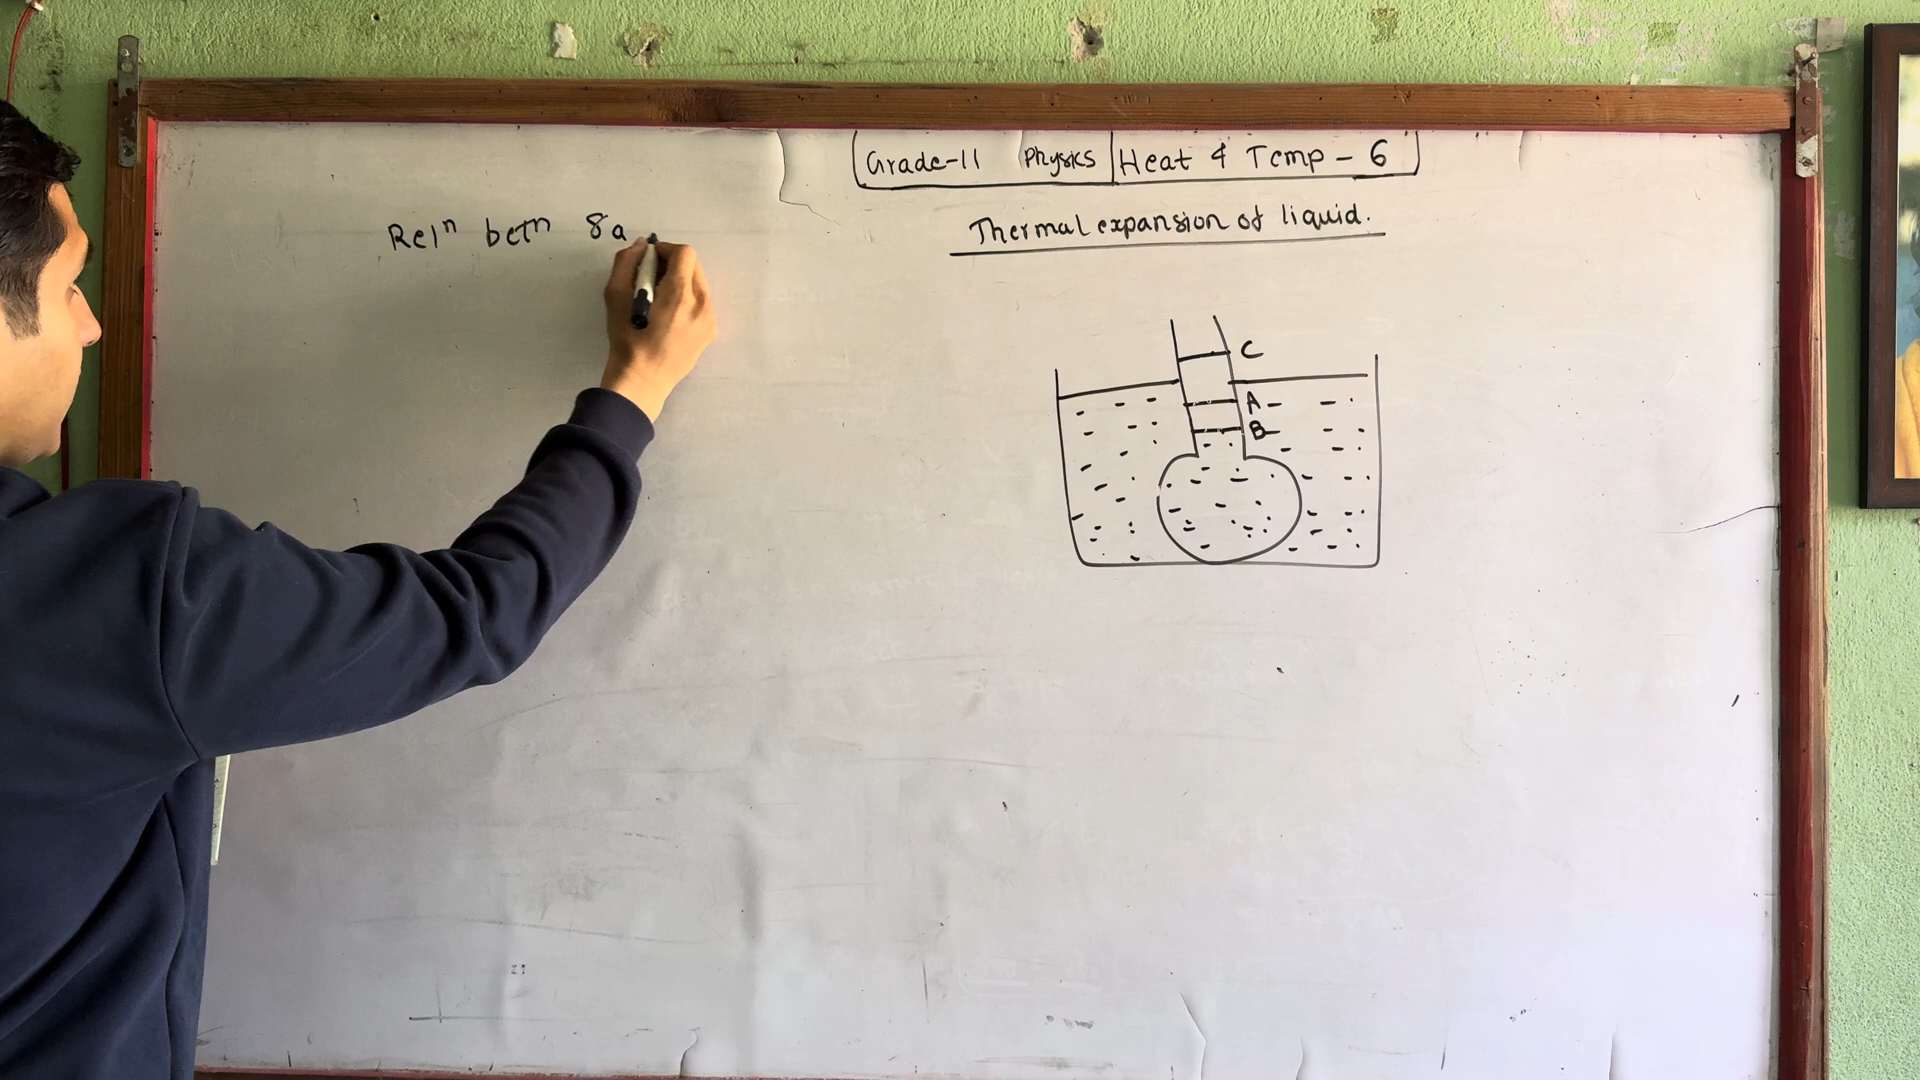 Grade-11 Physics Heat & Temp - 6
Relⁿ betⁿ γa
Thermal expansion of liquid.
C
A
B